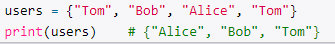 users = {"Tom", "Bob", "Alice", "Tom"}
print(users)    # {"Alice", "Bob", "Tom"}